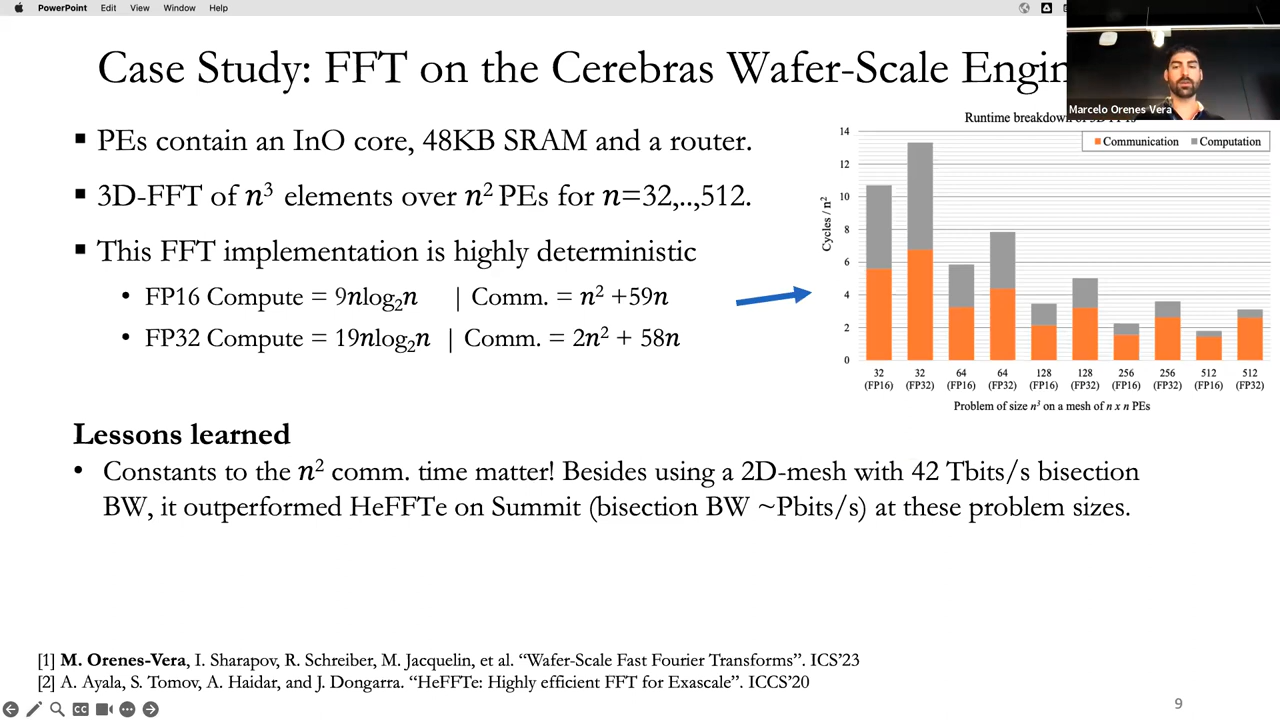 PowerPoint Edit View Window Help
Case Study: FFT on the Cerebras Wafer-Scale Engin
Marcelo Orenes Vera
▪ PEs contain an InO core, 48KB SRAM and a router.
▪ 3D-FFT of n³ elements over n² PEs for n=32,..,512.
▪ This FFT implementation is highly deterministic
• FP16 Compute = 9nlog₂n | Comm. = n² +59n
• FP32 Compute = 19nlog₂n | Comm. = 2n² + 58n
Runtime breakdown
Communication Computation
Cycles / n²
14
12
10
8
6
4
2
0
32 32 64 64 128 128 256 256 512 512
(FP16) (FP32) (FP16) (FP32) (FP16) (FP32) (FP16) (FP32) (FP16) (FP32)
Problem of size n³ on a mesh of n x n PEs
Lessons learned
• Constants to the n² comm. time matter! Besides using a 2D-mesh with 42 Tbits/s bisection
BW, it outperformed HeFFTe on Summit (bisection BW ~Pbits/s) at these problem sizes.
[1] M. Orenes-Vera, I. Sharapov, R. Schreiber, M. Jacquelin, et al. “Wafer-Scale Fast Fourier Transforms”. ICS’23
[2] A. Ayala, S. Tomov, A. Haidar, and J. Dongarra. “HeFFTe: Highly efficient FFT for Exascale”. ICCS’20
CC
9